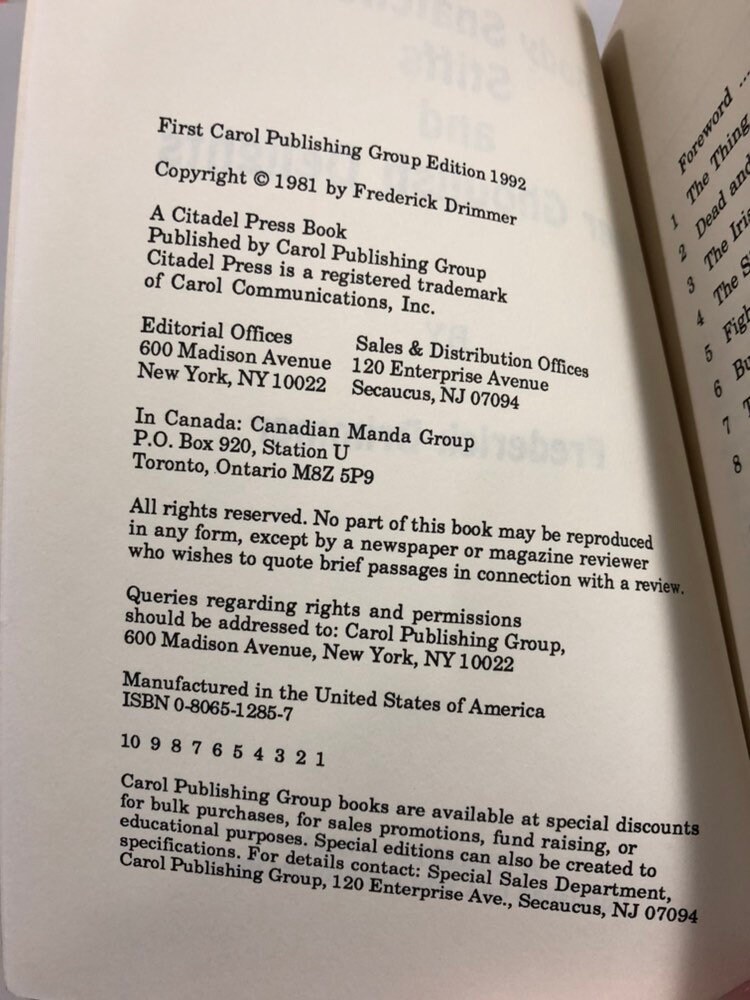 First Carol Publishing Group Edition 1992
Copyright © 1981 by Frederick Drimmer
A Citadel Press Book
Published by Carol Publishing Group
Citadel Press is a registered trademark
of Carol Communications, Inc.
Editorial Offices
600 Madison Avenue
New York, NY 10022
Sales & Distribution Offices
120 Enterprise Avenue
Secaucus, NJ 07094
In Canada: Canadian Manda Group
P.O. Box 920, Station U
Toronto, Ontario M8Z 5P9
All rights reserved. No part of this book may be reproduced
in any form, except by a newspaper or magazine reviewer
who wishes to quote brief passages in connection with a review.
Queries regarding rights and permissions
should be addressed to: Carol Publishing Group,
600 Madison Avenue, New York, NY 10022
Manufactured in the United States of America
ISBN 0-8065-1285-7
10 9 8 7 6 5 4 3 2 1
Carol Publishing Group books are available at special discounts
for bulk purchases, for sales promotions, fund raising, or
educational purposes. Special editions can also be created to
specifications. For details contact: Special Sales Department,
Carol Publishing Group, 120 Enterprise Ave., Secaucus, NJ 07094
Foreword ...
1 The Thing
2 Dead and
3 The
4 The
5
6
7
8